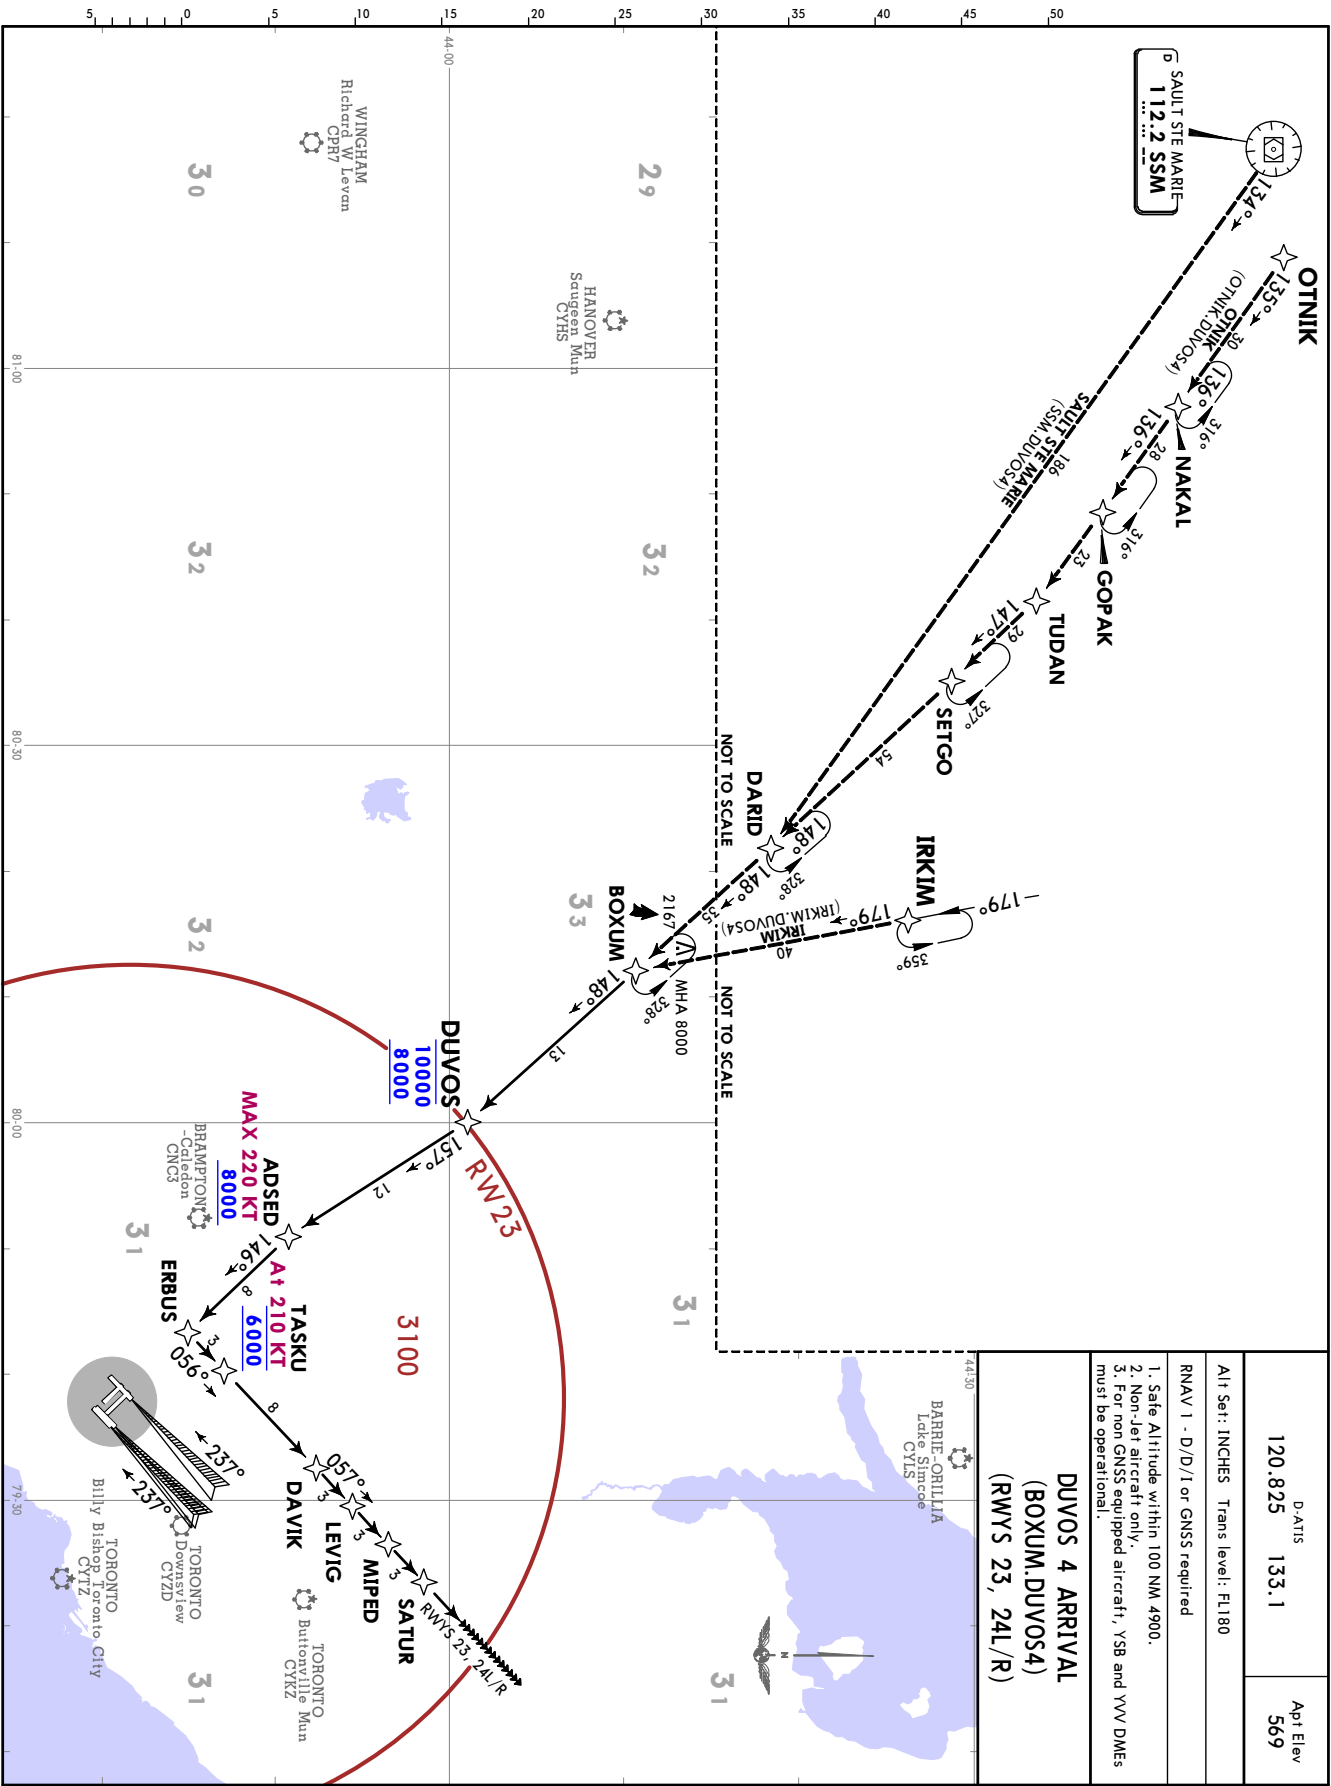 D-ATIS
120.825 133.1
Apt Elev
569
Alt Set: INCHES Trans level: FL180
RNAV 1 - D/D/I or GNSS required
1. Safe Altitude within 100 NM 4900.
2. Non-Jet aircraft only.
3. For non GNSS equipped aircraft, YSB and YVV DMEs
must be operational.
DUVOS 4 ARRIVAL
(BOXUM.DUVOS4)
(RWYS 23, 24L/R)
OTNIK
135°
30
OTNIK
(OTNIK.DUVOS4)
136°
316°
NAKAL
136°
28
316°
GOPAK
23
TUDAN
147°
29
327°
SETGO
54
SAULT STE MARIE
D 112.2 SSM
134°
186
SAULT STE MARIE
(SSM.DUVOS4)
DARID
148°
328°
148°
35
IRKIM
179°
359°
179°
IRKIM
(IRKIM.DUVOS4)
40
NOT TO SCALE
NOT TO SCALE
2167
MHA 8000
328°
BOXUM
148°
13
DUVOS
10000
8000
157°
12
RW23
3100
ADSED
MAX 220 KT
8000
146°
8
ERBUS
3
056°
TASKU
At 210 KT
6000
8
DAVIK
057°
3
LEVIG
3
MIPED
3
SATUR
RWYS 23, 24L/R
237°
237°
BARRIE-ORILLIA
Lake Simcoe
CYLS
WINGHAM
Richard W Levan
CPR7
HANOVER
Saugeen Mun
CYHS
BRAMPTON
-Caledon
CNC3
TORONTO
Downsview
CYZD
TORONTO
Billy Bishop Toronto City
CYTZ
TORONTO
Buttonville Mun
CYKZ
N
29
30
32
32
33
32
31
31
31
31
44-30
44-00
81-00
80-30
80-00
79-30
5 0 5 10 15 20 25 30 35 40 45 50